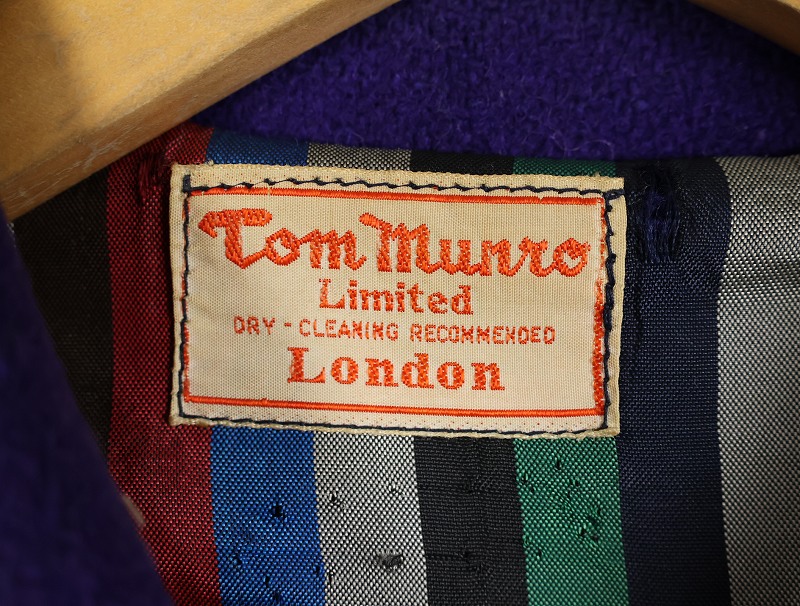 Tom Munro
Limited
DRY - CLEANING RECOMMENDED
London